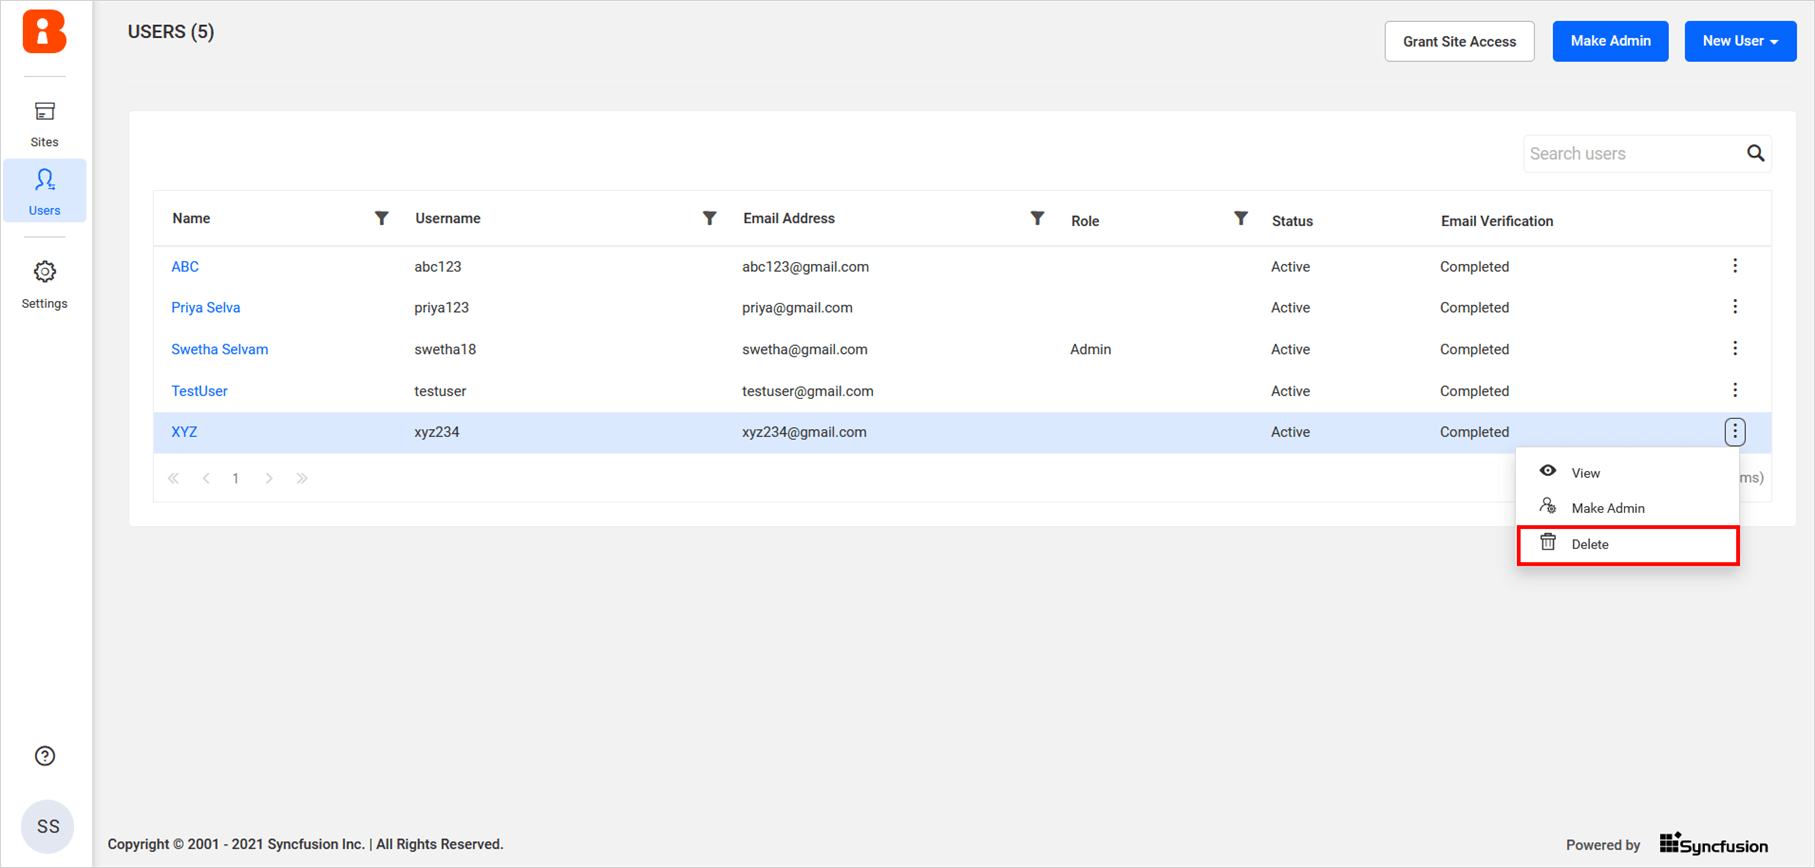 USERS (5)
Grant Site Access
Make Admin
New User
Sites
Users
Settings
Search users
Name Username Email Address Role Status Email Verification
ABC abc123 abc123@gmail.com Active Completed
Priya Selva priya123 priya@gmail.com Active Completed
Swetha Selvam swetha18 swetha@gmail.com Admin Active Completed
TestUser testuser testuser@gmail.com Active Completed
XYZ xyz234 xyz234@gmail.com Active Completed
1
ms)
View
Make Admin
Delete
SS
Copyright © 2001 - 2021 Syncfusion Inc. | All Rights Reserved.
Powered by Syncfusion